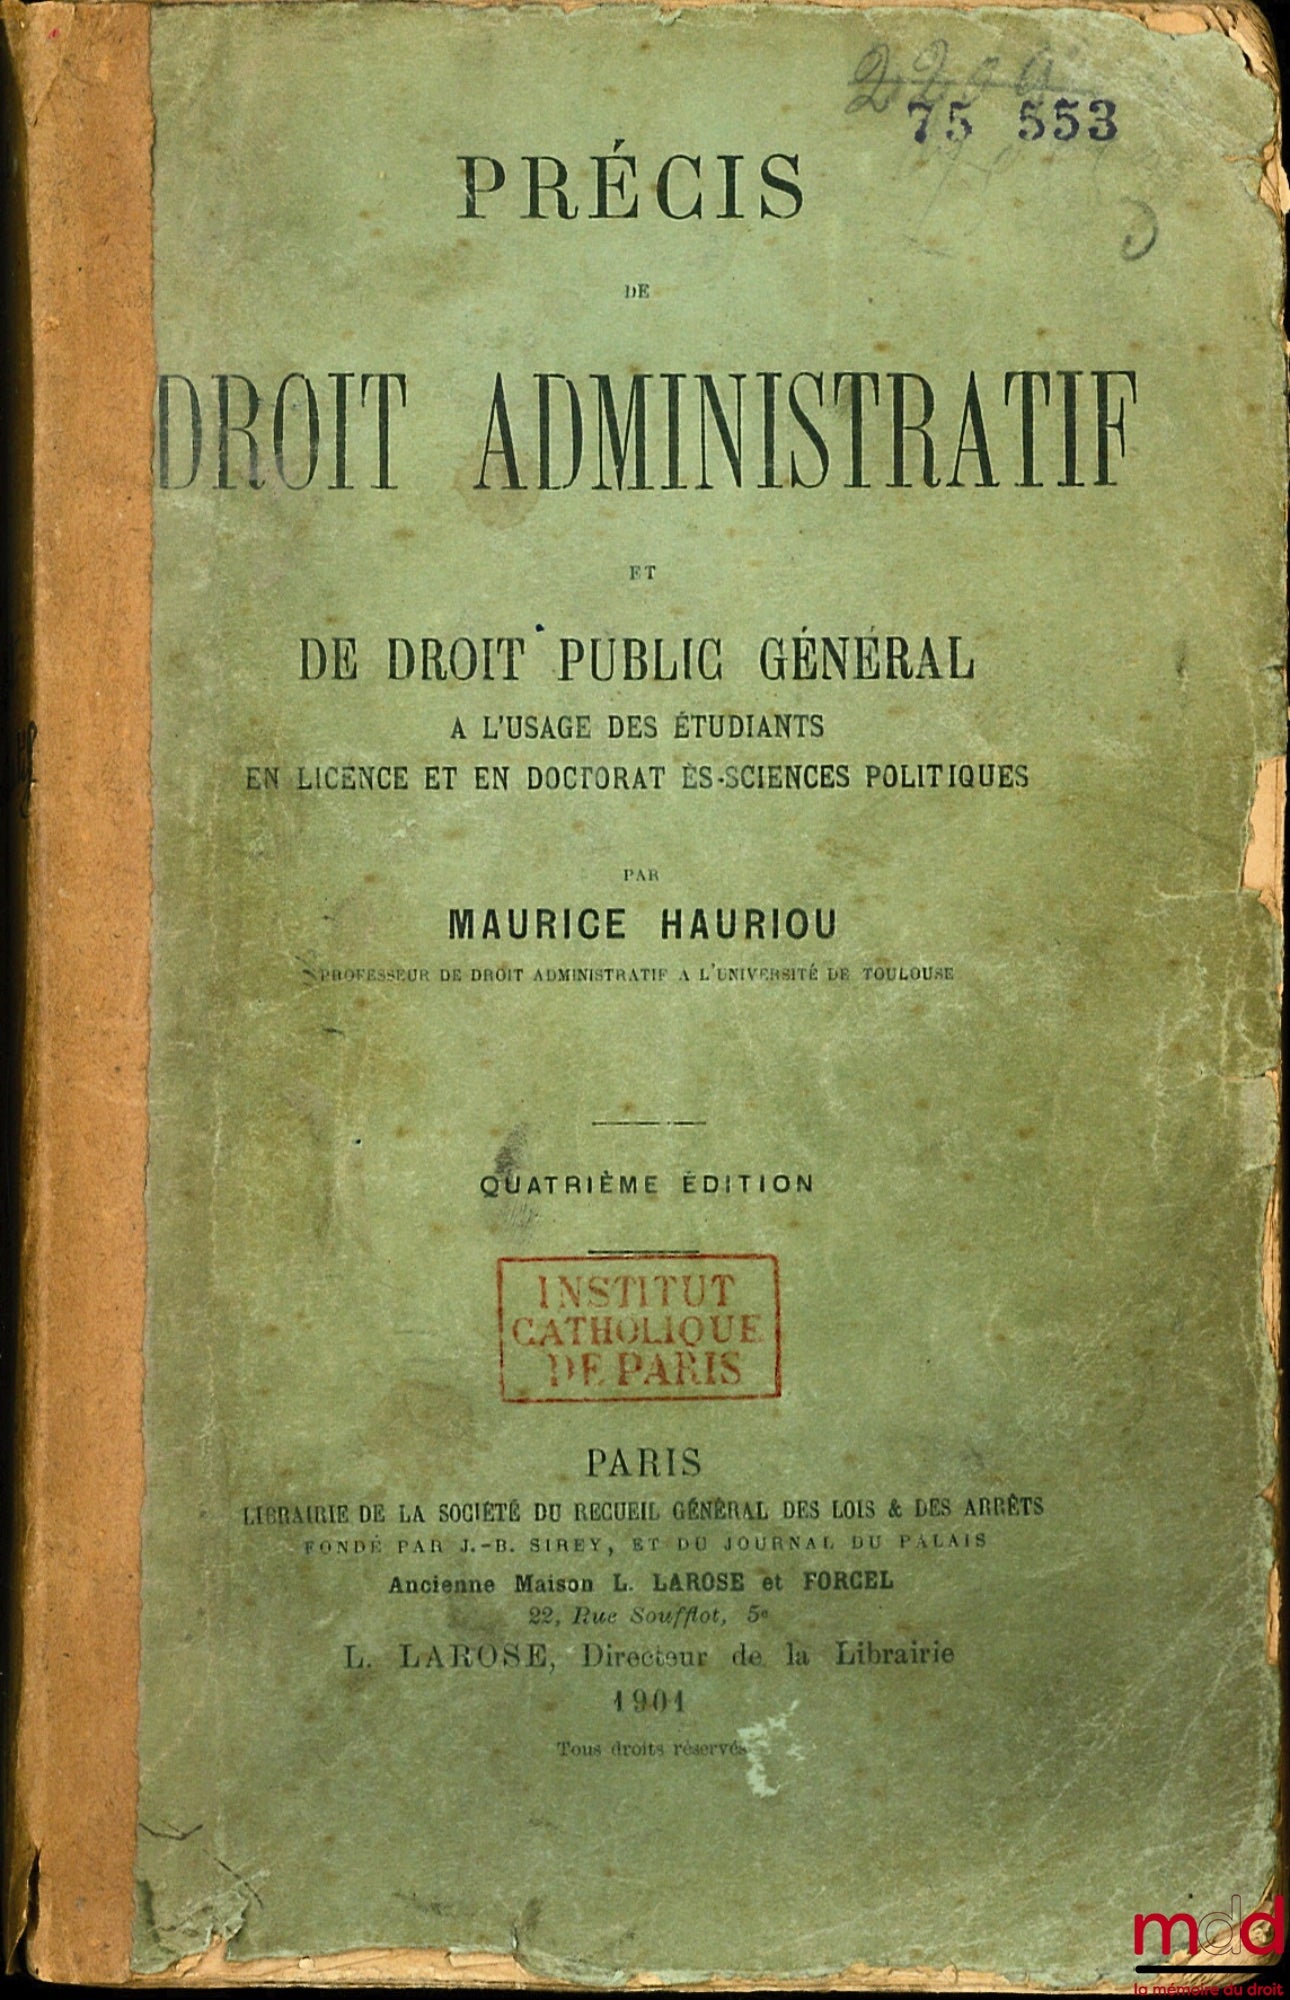 75 553
PRÉCIS
DE
DROIT ADMINISTRATIF
ET
DE DROIT PUBLIC GÉNÉRAL
A L'USAGE DES ÉTUDIANTS
EN LICENCE ET EN DOCTORAT ÈS-SCIENCES POLITIQUES
PAR
MAURICE HAURIOU
PROFESSEUR DE DROIT ADMINISTRATIF A L'UNIVERSITÉ DE TOULOUSE
QUATRIÈME ÉDITION
INSTITUT
CATHOLIQUE
DE PARIS
PARIS
LIBRAIRIE DE LA SOCIÉTÉ DU RECUEIL GÉNÉRAL DES LOIS & DES ARRÊTS
FONDÉ PAR J.-B. SIREY, ET DU JOURNAL DU PALAIS
Ancienne Maison L. LAROSE et FORCEL
22, Rue Soufflot, 5e
L. LAROSE, Directeur de la Librairie
1901
Tous droits réservés
mdd
la mémoire du droit